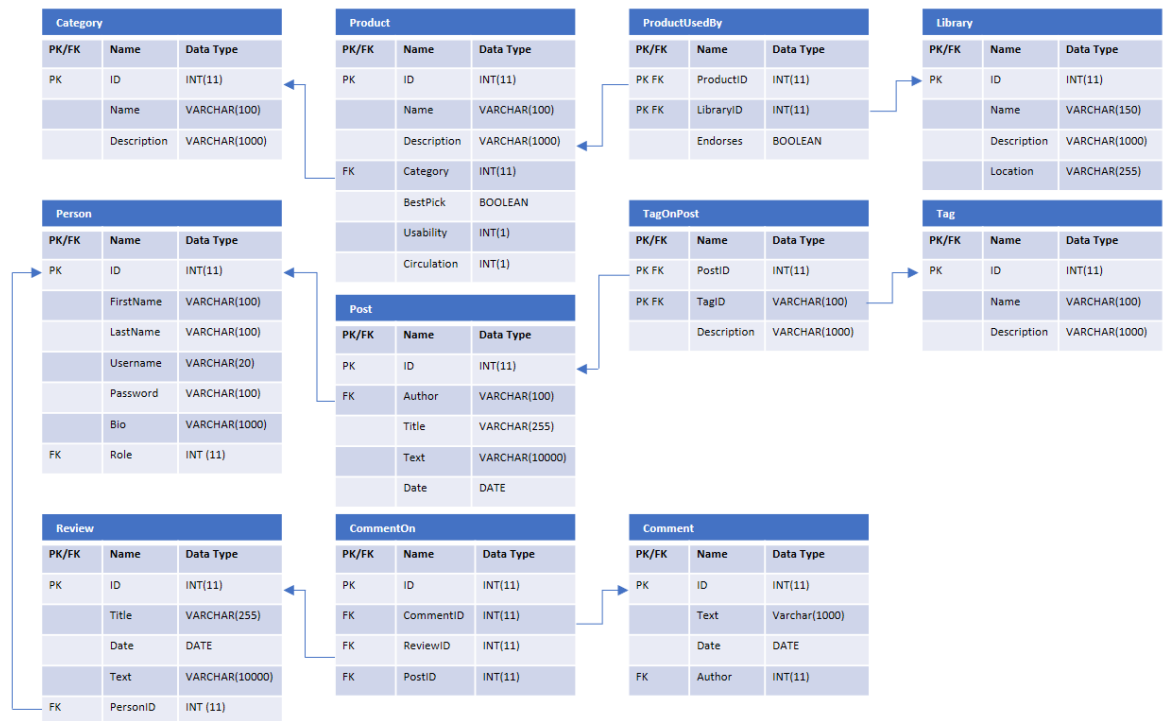 Category
PK/FK Name Data Type
PK ID INT(11)
Name VARCHAR(100)
Description VARCHAR(1000)
Product
PK/FK Name Data Type
PK ID INT(11)
Name VARCHAR(100)
Description VARCHAR(1000)
FK Category INT(11)
BestPick BOOLEAN
Usability INT(1)
Circulation INT(1)
ProductUsedBy
PK/FK Name Data Type
PK FK ProductID INT(11)
PK FK LibraryID INT(11)
Endorses BOOLEAN
Library
PK/FK Name Data Type
PK ID INT(11)
Name VARCHAR(150)
Description VARCHAR(1000)
Location VARCHAR(255)
Person
PK/FK Name Data Type
PK ID INT(11)
FirstName VARCHAR(100)
LastName VARCHAR(100)
Username VARCHAR(20)
Password VARCHAR(100)
Bio VARCHAR(1000)
FK Role INT (11)
Post
PK/FK Name Data Type
PK ID INT(11)
FK Author VARCHAR(100)
Title VARCHAR(255)
Text VARCHAR(10000)
Date DATE
TagOnPost
PK/FK Name Data Type
PK FK PostID INT(11)
PK FK TagID VARCHAR(100)
Description VARCHAR(1000)
Tag
PK/FK Name Data Type
PK ID INT(11)
Name VARCHAR(100)
Description VARCHAR(1000)
Review
PK/FK Name Data Type
PK ID INT(11)
Title VARCHAR(255)
Date DATE
Text VARCHAR(10000)
FK PersonID INT (11)
CommentOn
PK/FK Name Data Type
PK ID INT(11)
FK CommentID INT(11)
FK ReviewID INT(11)
FK PostID INT(11)
Comment
PK/FK Name Data Type
PK ID INT(11)
Text Varchar(1000)
Date DATE
FK Author INT(11)